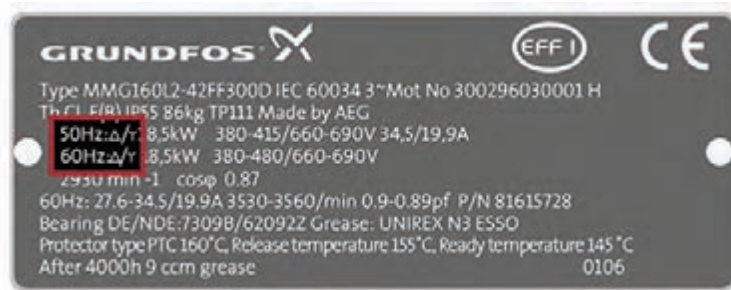 GRUNDFOS
EFF I
CE
Type MMG160L2-42FF300D IEC 60034 3~Mot No 300296030001 H
Th.Cl. F(B) IP55 86kg TP111 Made by AEG
50Hz:△/Y 8,5kW 380-415/660-690V 34,5/19,9A
60Hz:△/Y 8,5kW 380-480/660-690V
2930 min -1 cosφ 0.87
60Hz: 27.6-34.5/19.9A 3530-3560/min 0.9-0.89pf P/N 81615728
Bearing DE/NDE:7309B/62092Z Grease: UNIREX N3 ESSO
Protector type PTC 160°C, Release temperature 155°C, Ready temperature 145 °C
After 4000h 9 ccm grease 0106